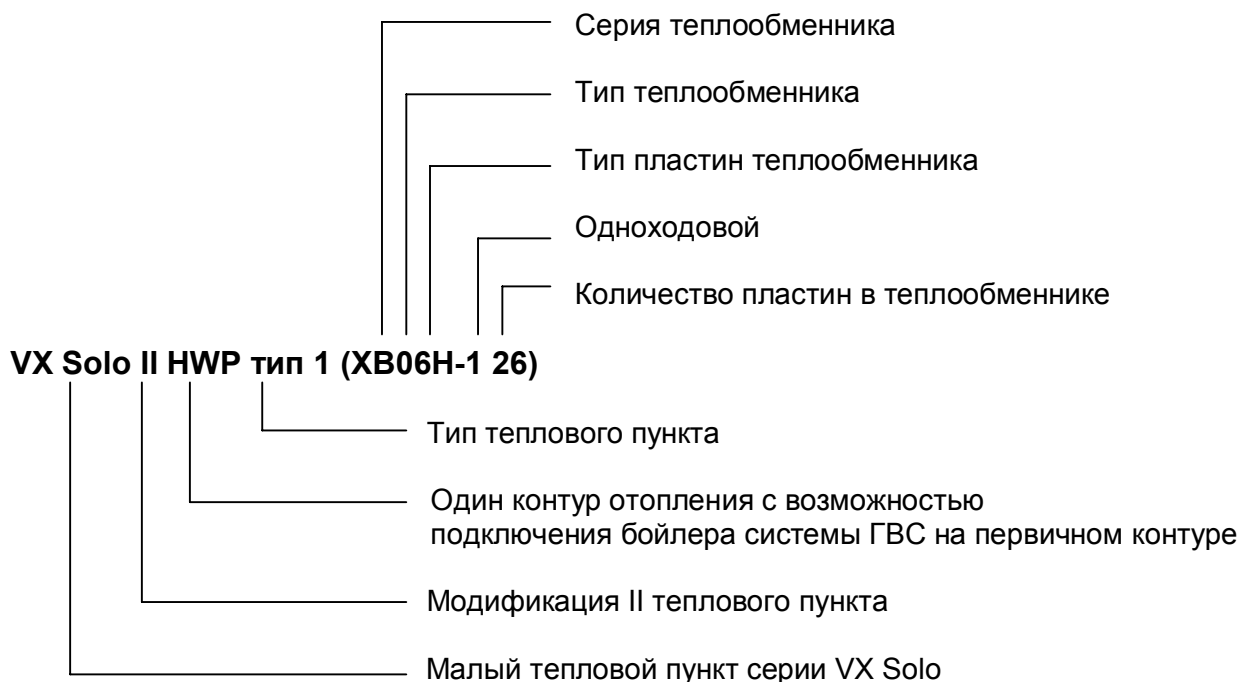 Серия теплообменника
Тип теплообменника
Тип пластин теплообменника
Одноходовой
Количество пластин в теплообменнике
VX Solo II HWP тип 1 (XB06H-1 26)
Тип теплового пункта
Один контур отопления с возможностью
подключения бойлера системы ГВС на первичном контуре
Модификация II теплового пункта
Малый тепловой пункт серии VX Solo